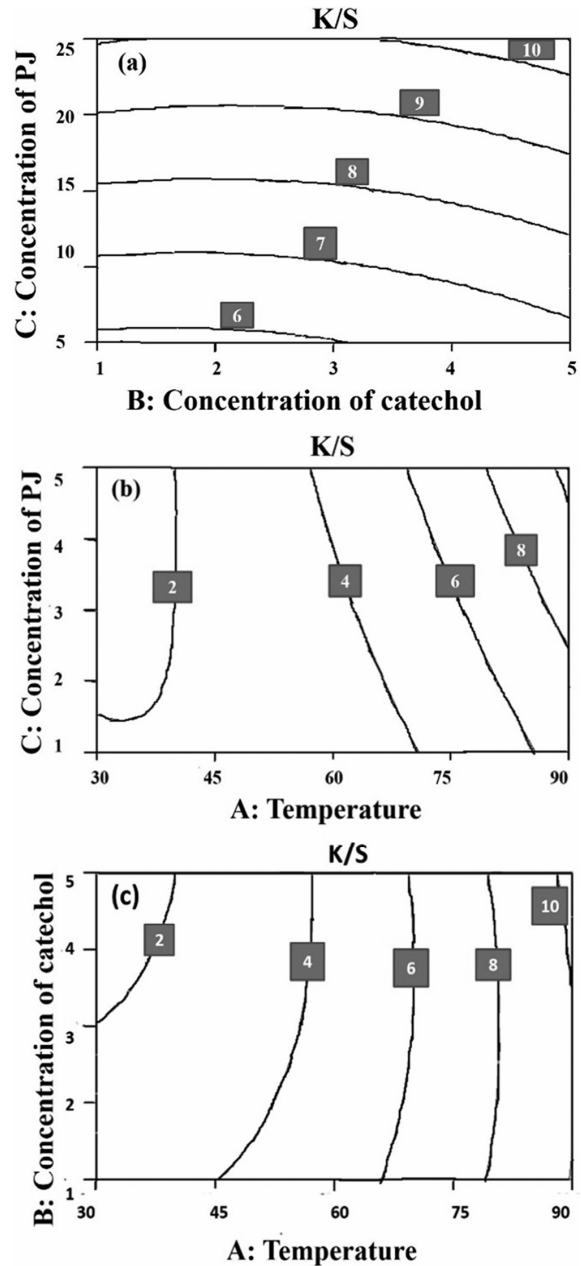 K/S
(a)
25
20
15
10
5
10
9
8
7
6
1 2 3 4 5
C: Concentration of PJ
B: Concentration of catechol
K/S
(b)
5
4
3
2
1
2
4
6
8
30 45 60 75 90
C: Concentration of PJ
A: Temperature
K/S
(c)
5
4
3
2
1
2
4
6
8
10
30 45 60 75 90
B: Concentration of catechol
A: Temperature